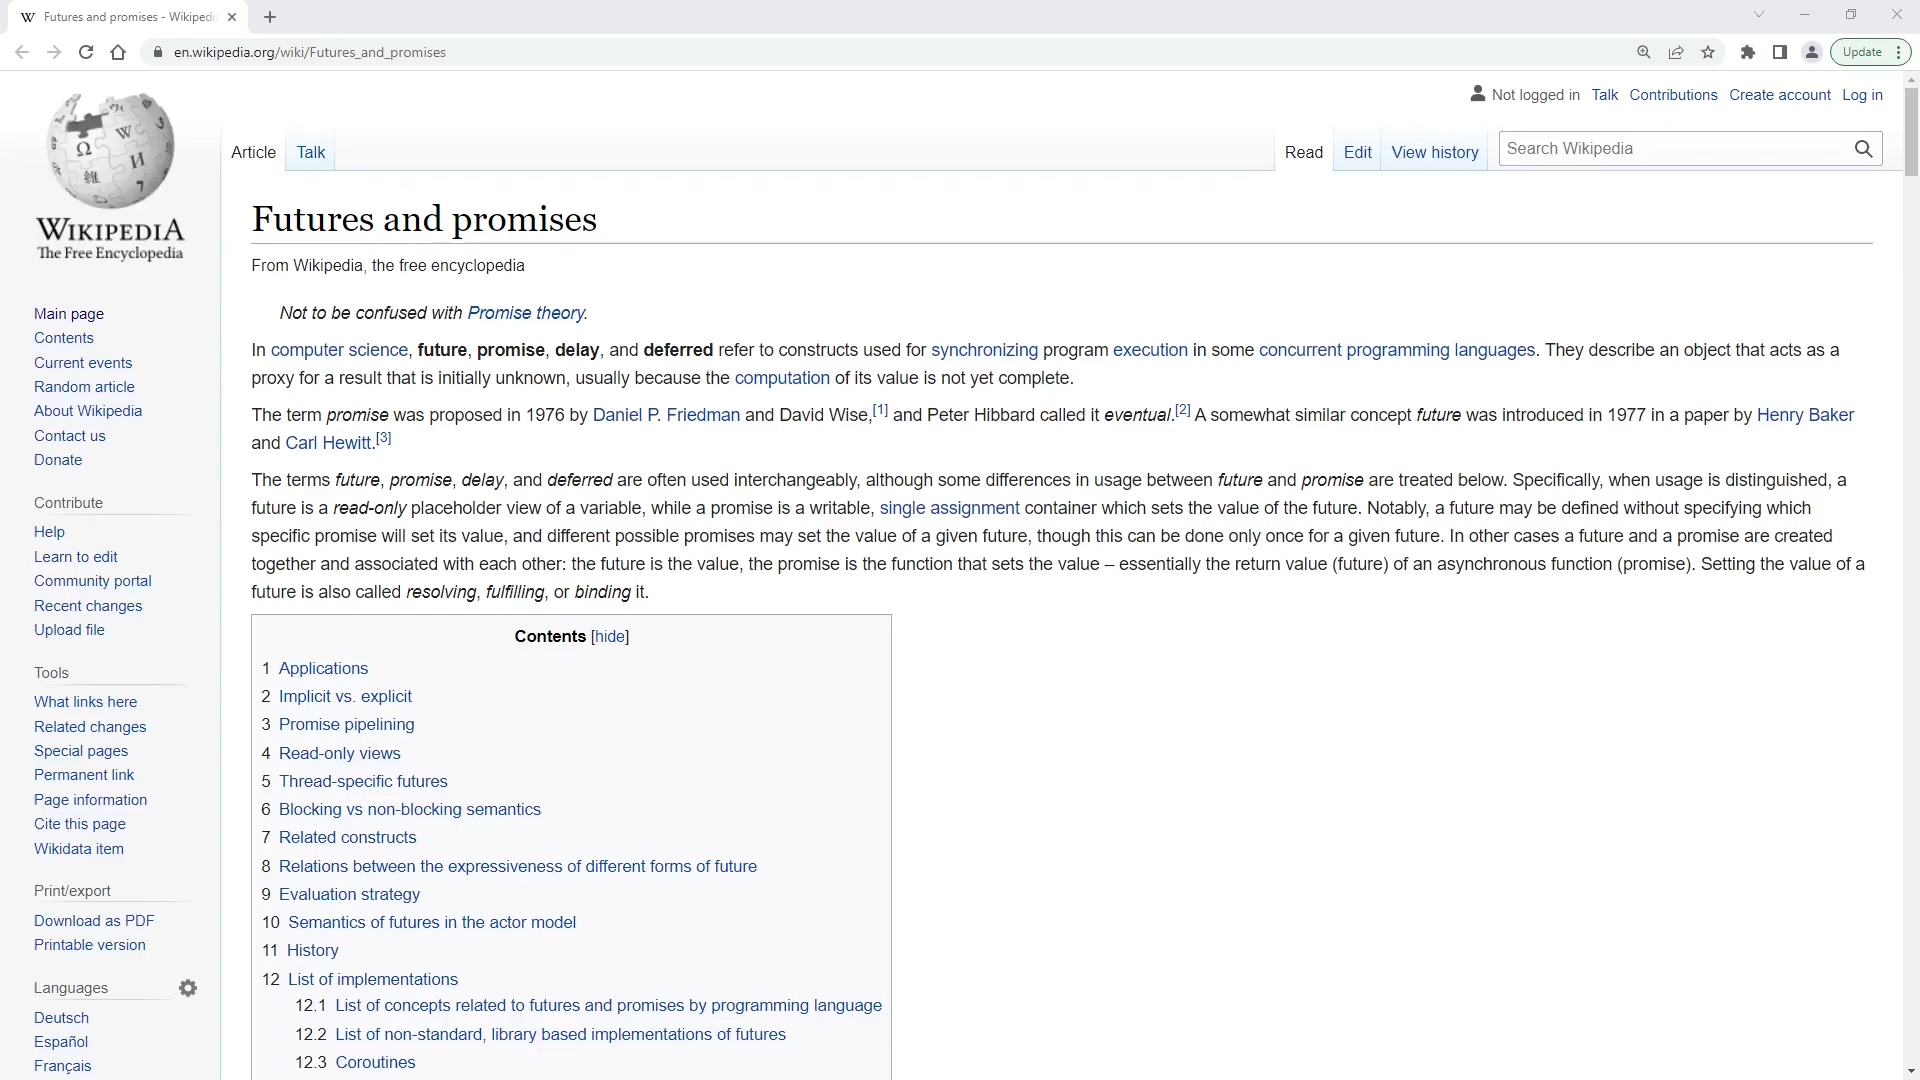 Futures and promises - Wikipedi
en.wikipedia.org/wiki/Futures_and_promises
Update
Not logged in Talk Contributions Create account Log in
Article Talk Read Edit View history Search Wikipedia
WIKIPEDIA
The Free Encyclopedia
Main page
Contents
Current events
Random article
About Wikipedia
Contact us
Donate
Contribute
Help
Learn to edit
Community portal
Recent changes
Upload file
Tools
What links here
Related changes
Special pages
Permanent link
Page information
Cite this page
Wikidata item
Print/export
Download as PDF
Printable version
Languages
Deutsch
Español
Français
Futures and promises
From Wikipedia, the free encyclopedia
Not to be confused with Promise theory.
In computer science, future, promise, delay, and deferred refer to constructs used for synchronizing program execution in some concurrent programming languages. They describe an object that acts as a
proxy for a result that is initially unknown, usually because the computation of its value is not yet complete.
The term promise was proposed in 1976 by Daniel P. Friedman and David Wise,[1] and Peter Hibbard called it eventual.[2] A somewhat similar concept future was introduced in 1977 in a paper by Henry Baker
and Carl Hewitt.[3]
The terms future, promise, delay, and deferred are often used interchangeably, although some differences in usage between future and promise are treated below. Specifically, when usage is distinguished, a
future is a read-only placeholder view of a variable, while a promise is a writable, single assignment container which sets the value of the future. Notably, a future may be defined without specifying which
specific promise will set its value, and different possible promises may set the value of a given future, though this can be done only once for a given future. In other cases a future and a promise are created
together and associated with each other: the future is the value, the promise is the function that sets the value – essentially the return value (future) of an asynchronous function (promise). Setting the value of a
future is also called resolving, fulfilling, or binding it.
Contents [hide]
1 Applications
2 Implicit vs. explicit
3 Promise pipelining
4 Read-only views
5 Thread-specific futures
6 Blocking vs non-blocking semantics
7 Related constructs
8 Relations between the expressiveness of different forms of future
9 Evaluation strategy
10 Semantics of futures in the actor model
11 History
12 List of implementations
12.1 List of concepts related to futures and promises by programming language
12.2 List of non-standard, library based implementations of futures
12.3 Coroutines